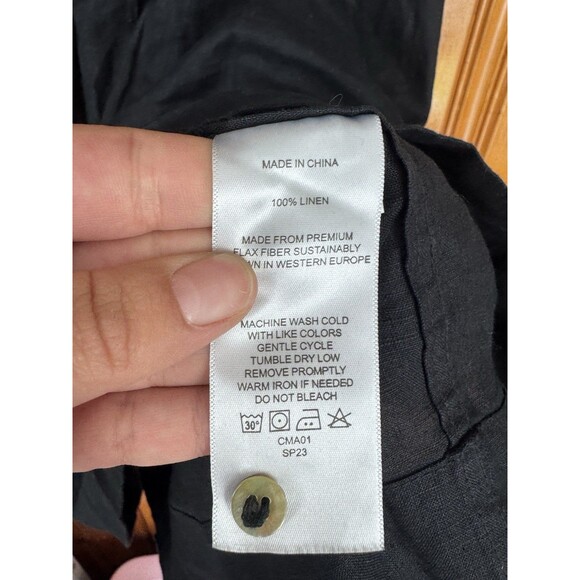 MADE IN CHINA
100% LINEN
MADE FROM PREMIUM
FLAX FIBER SUSTAINABLY
IN WESTERN EUROPE
MACHINE WASH COLD
WITH LIKE COLORS
GENTLE CYCLE
TUMBLE DRY LOW
REMOVE PROMPTLY
WARM IRON IF NEEDED
DO NOT BLEACH
30°
CMA01
SP23